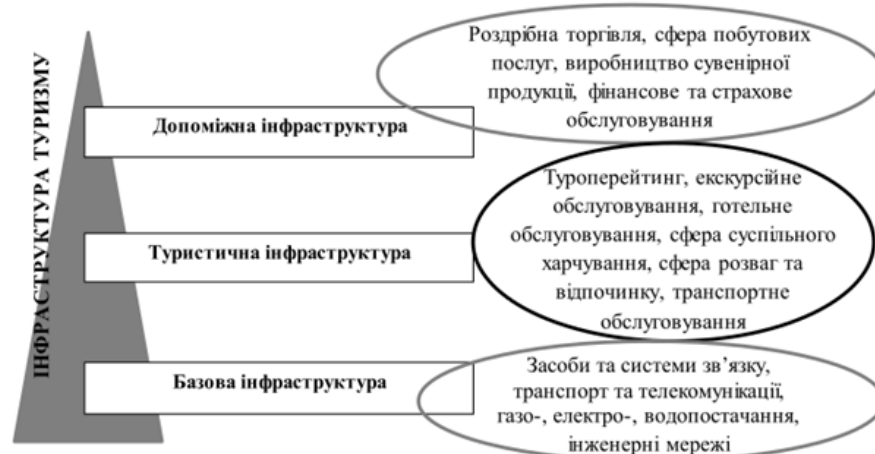 ІНФРАСТРУКТУРА ТУРИЗМУ
Допоміжна інфраструктура
Роздрібна торгівля, сфера побутових
послуг, виробництво сувенірної
продукції, фінансове та страхове
обслуговування
Туристична інфраструктура
Туроперейтинг, екскурсійне
обслуговування, готельне
обслуговування, сфера суспільного
харчування, сфера розваг та
відпочинку, транспортне
обслуговування
Базова інфраструктура
Засоби та системи зв’язку,
транспорт та телекомунікації,
газо-, електро-, водопостачання,
інженерні мережі